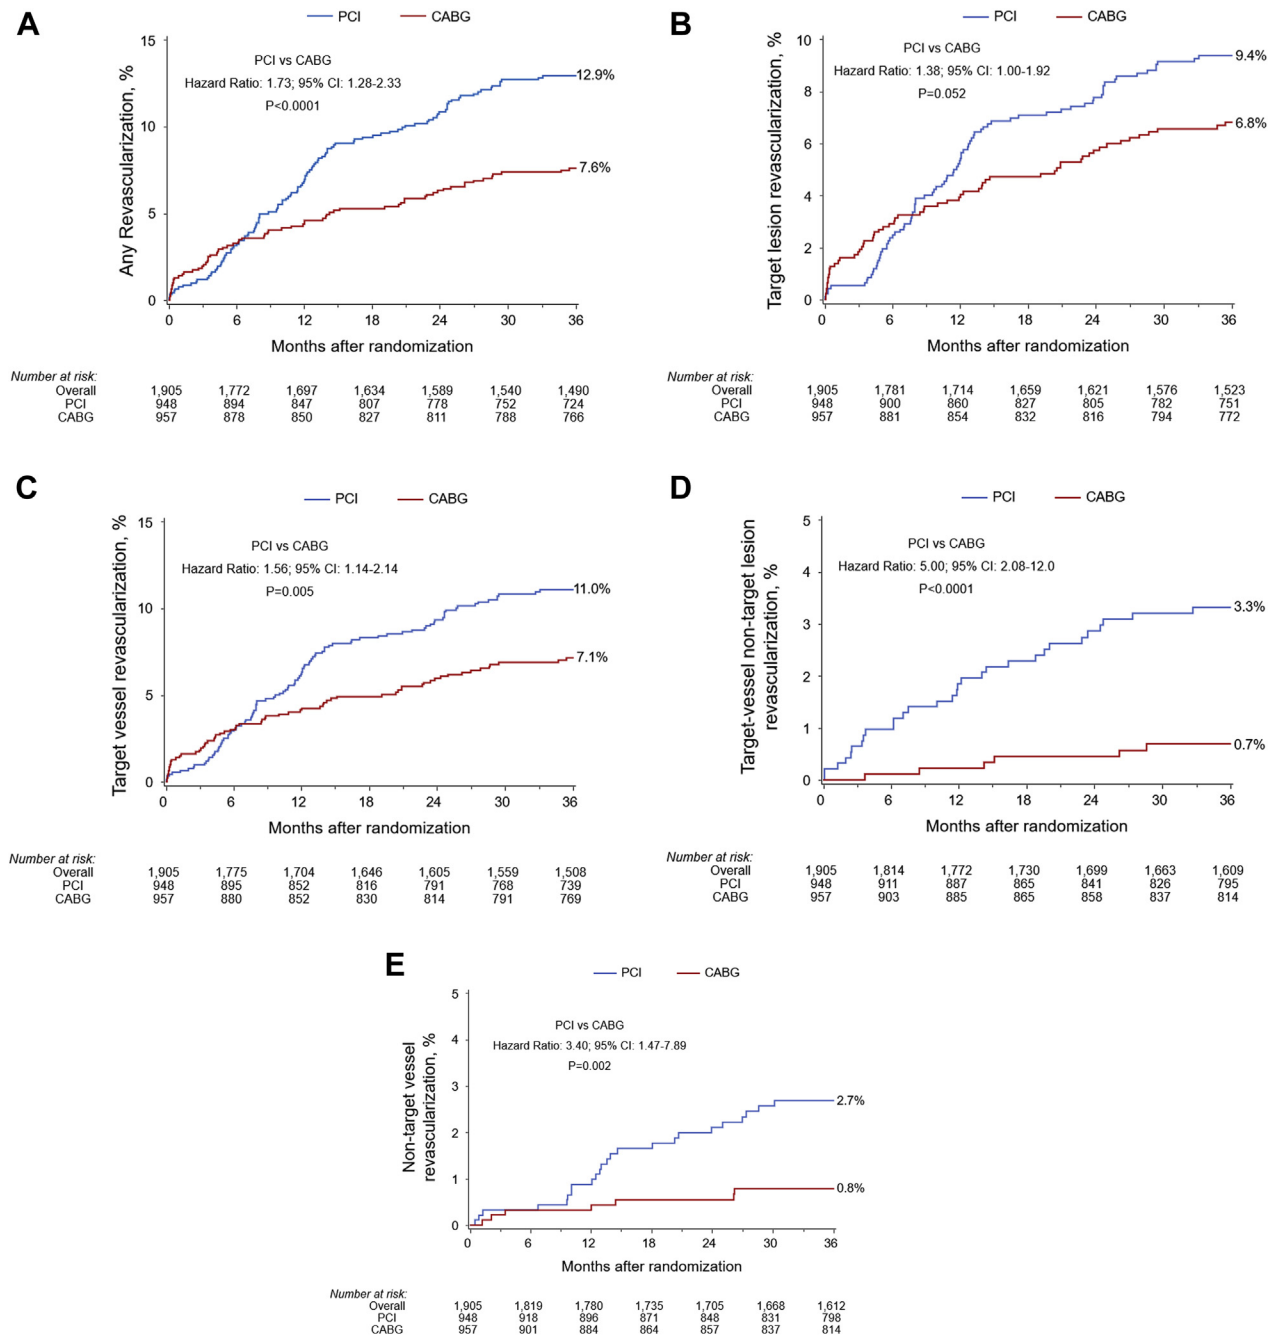 A
PCI CABG
Any Revascularization, %
15
10
5
0
PCI vs CABG
Hazard Ratio: 1.73; 95% CI: 1.28-2.33
P<0.0001
12.9%
7.6%
0 6 12 18 24 30 36
Months after randomization
Number at risk:
Overall 1,905 1,772 1,697 1,634 1,589 1,540 1,490
PCI 948 894 847 807 778 752 724
CABG 957 878 850 827 811 788 766
B
PCI CABG
Target lesion revascularization, %
10
8
6
4
2
0
PCI vs CABG
Hazard Ratio: 1.38; 95% CI: 1.00-1.92
P=0.052
9.4%
6.8%
0 6 12 18 24 30 36
Months after randomization
Number at risk:
Overall 1,905 1,781 1,714 1,659 1,621 1,576 1,523
PCI 948 900 860 827 805 782 751
CABG 957 881 854 832 816 794 772
C
PCI CABG
Target vessel revascularization, %
15
10
5
0
PCI vs CABG
Hazard Ratio: 1.56; 95% CI: 1.14-2.14
P=0.005
11.0%
7.1%
0 6 12 18 24 30 36
Months after randomization
Number at risk:
Overall 1,905 1,775 1,704 1,646 1,605 1,559 1,508
PCI 948 895 852 816 791 768 739
CABG 957 880 852 830 814 791 769
D
PCI CABG
Target-vessel non-target lesion
revascularization, %
5
4
3
2
1
0
PCI vs CABG
Hazard Ratio: 5.00; 95% CI: 2.08-12.0
P<0.0001
3.3%
0.7%
0 6 12 18 24 30 36
Months after randomization
Number at risk:
Overall 1,905 1,814 1,772 1,730 1,699 1,663 1,609
PCI 948 911 887 865 841 826 795
CABG 957 903 885 865 858 837 814
E
PCI CABG
Non-target vessel
revascularization, %
5
4
3
2
1
0
PCI vs CABG
Hazard Ratio: 3.40; 95% CI: 1.47-7.89
P=0.002
2.7%
0.8%
0 6 12 18 24 30 36
Months after randomization
Number at risk:
Overall 1,905 1,819 1,780 1,735 1,705 1,668 1,612
PCI 948 918 896 871 848 831 798
CABG 957 901 884 864 857 837 814